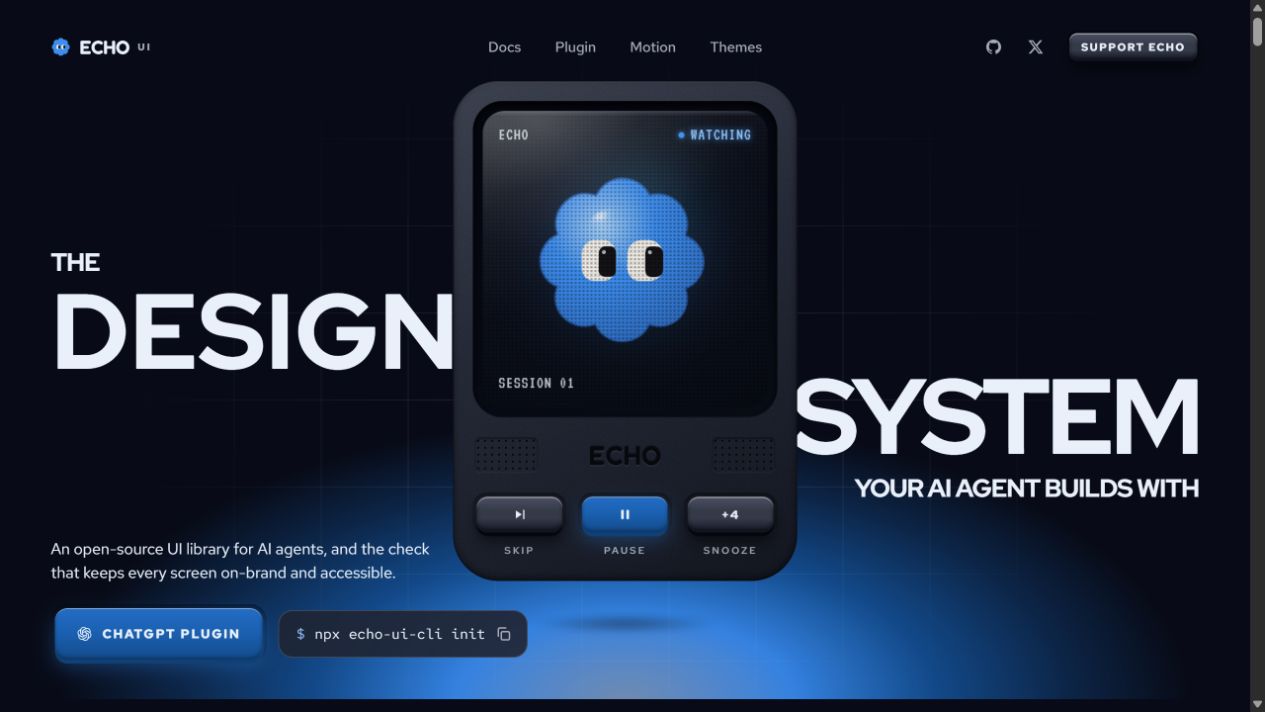 ECHO UI
Docs Plugin Motion Themes
SUPPORT ECHO
ECHO
WATCHING
THE
DESIGN
SYSTEM
YOUR AI AGENT BUILDS WITH
SESSION 01
ECHO
+4
SKIP PAUSE SNOOZE
An open-source UI library for AI agents, and the check
that keeps every screen on-brand and accessible.
CHATGPT PLUGIN
$ npx echo-ui-cli init